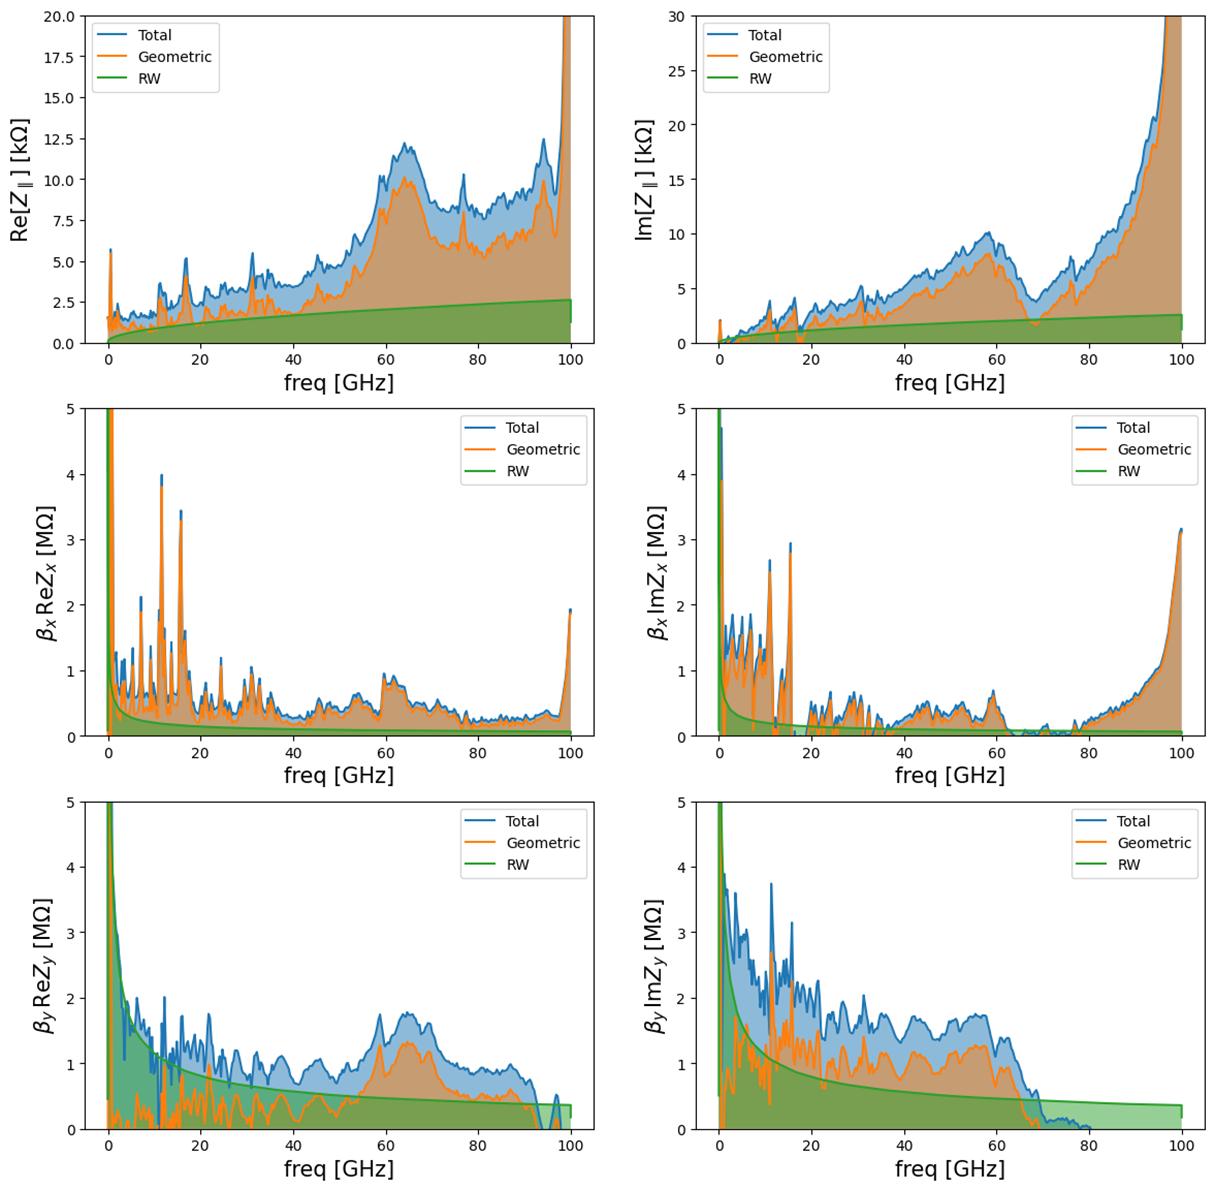 Re[Z∥] [kΩ]
20.0
17.5
15.0
12.5
10.0
7.5
5.0
2.5
0.0
Total
Geometric
RW
0 20 40 60 80 100
freq [GHz]
Im[Z∥] [kΩ]
30
25
20
15
10
5
0
Total
Geometric
RW
0 20 40 60 80 100
freq [GHz]
βx ReZx [MΩ]
5
4
3
2
1
0
Total
Geometric
RW
0 20 40 60 80 100
freq [GHz]
βx ImZx [MΩ]
5
4
3
2
1
0
Total
Geometric
RW
0 20 40 60 80 100
freq [GHz]
βy ReZy [MΩ]
5
4
3
2
1
0
Total
Geometric
RW
0 20 40 60 80 100
freq [GHz]
βy ImZy [MΩ]
5
4
3
2
1
0
Total
Geometric
RW
0 20 40 60 80 100
freq [GHz]